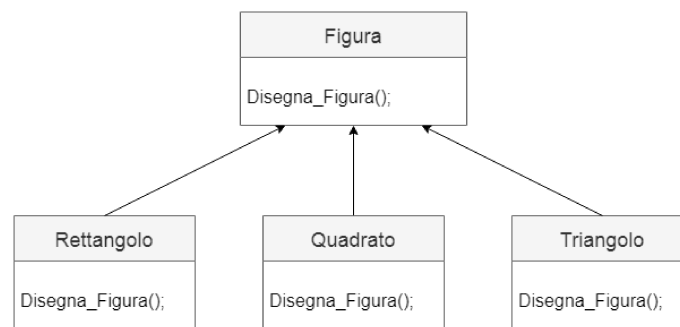 Figura
Disegna_Figura();
Rettangolo
Disegna_Figura();
Quadrato
Disegna_Figura();
Triangolo
Disegna_Figura();